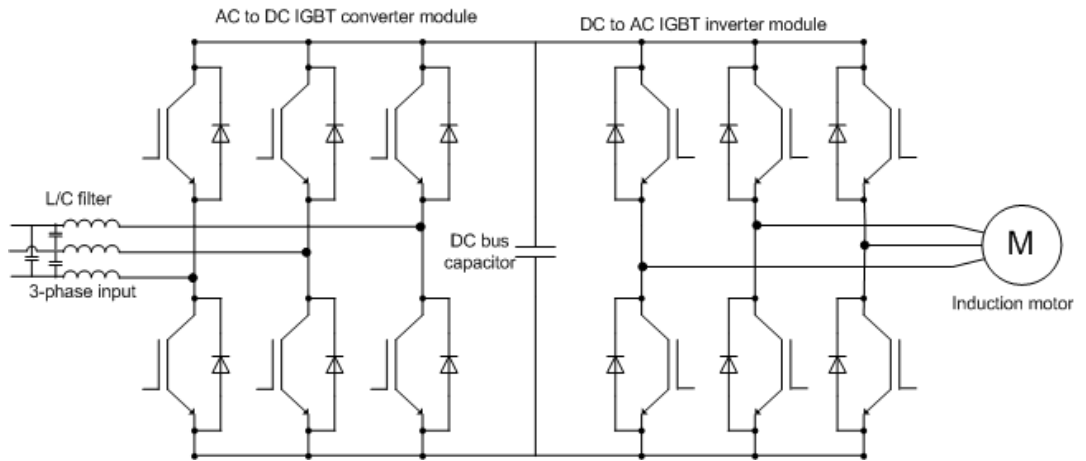 AC to DC IGBT converter module
DC to AC IGBT inverter module
L/C filter
3-phase input
DC bus
capacitor
M
Induction motor